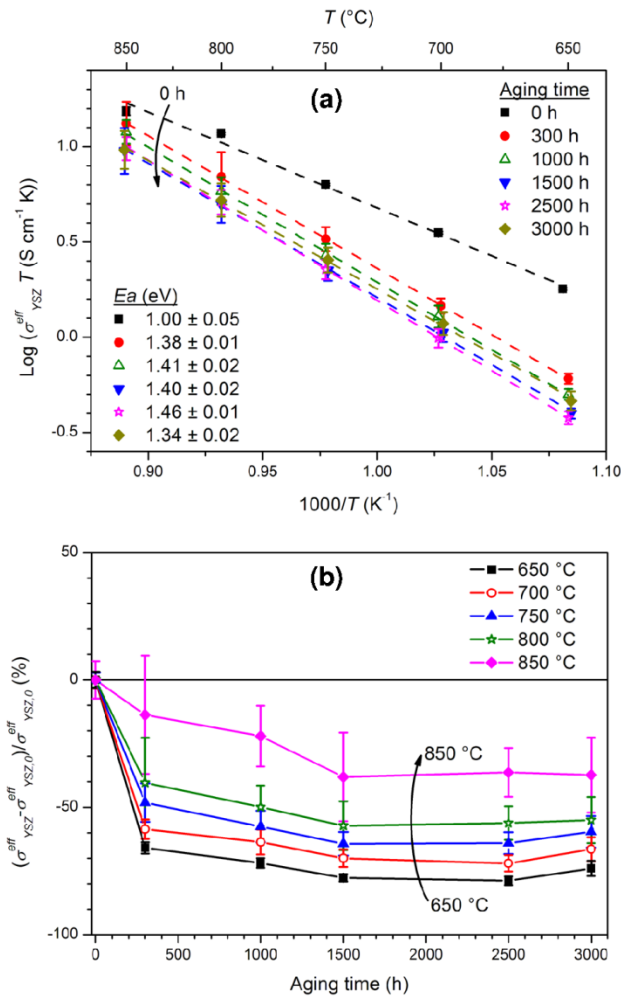 T (°C)
850 800 750 700 650
(a)
0 h
Aging time
0 h
300 h
1000 h
1500 h
2500 h
3000 h
1.0
0.5
0.0
-0.5
Log (σ^eff_YSZ T (S cm⁻¹ K))
Ea (eV)
1.00 ± 0.05
1.38 ± 0.01
1.41 ± 0.02
1.40 ± 0.02
1.46 ± 0.01
1.34 ± 0.02
0.90 0.95 1.00 1.05 1.10
1000/T (K⁻¹)
(b)
650 °C
700 °C
750 °C
800 °C
850 °C
50
0
-50
-100
(σ^eff_YSZ-σ^eff_YSZ,0)/σ^eff_YSZ,0 (%)
850 °C
650 °C
0 500 1000 1500 2000 2500 3000
Aging time (h)